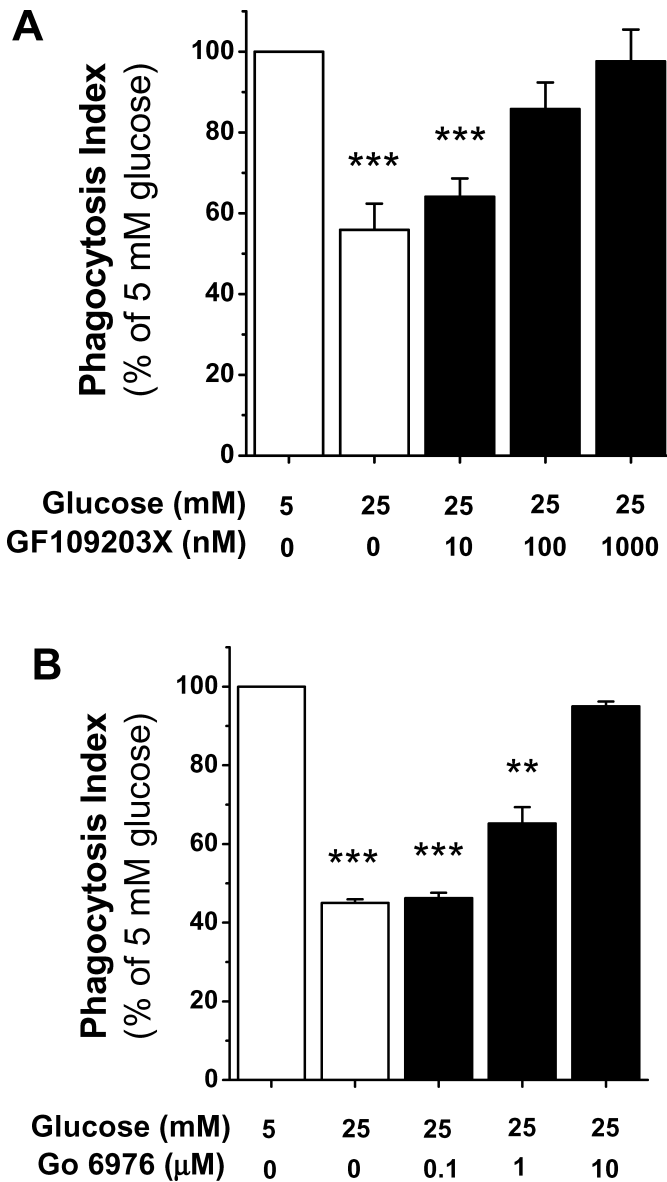 A
Phagocytosis Index
(% of 5 mM glucose)
100
80
60
40
20
0
***
***
Glucose (mM) 5 25 25 25 25
GF109203X (nM) 0 0 10 100 1000
B
Phagocytosis Index
(% of 5 mM glucose)
100
80
60
40
20
0
***
***
**
Glucose (mM) 5 25 25 25 25
Go 6976 (μM) 0 0 0.1 1 10